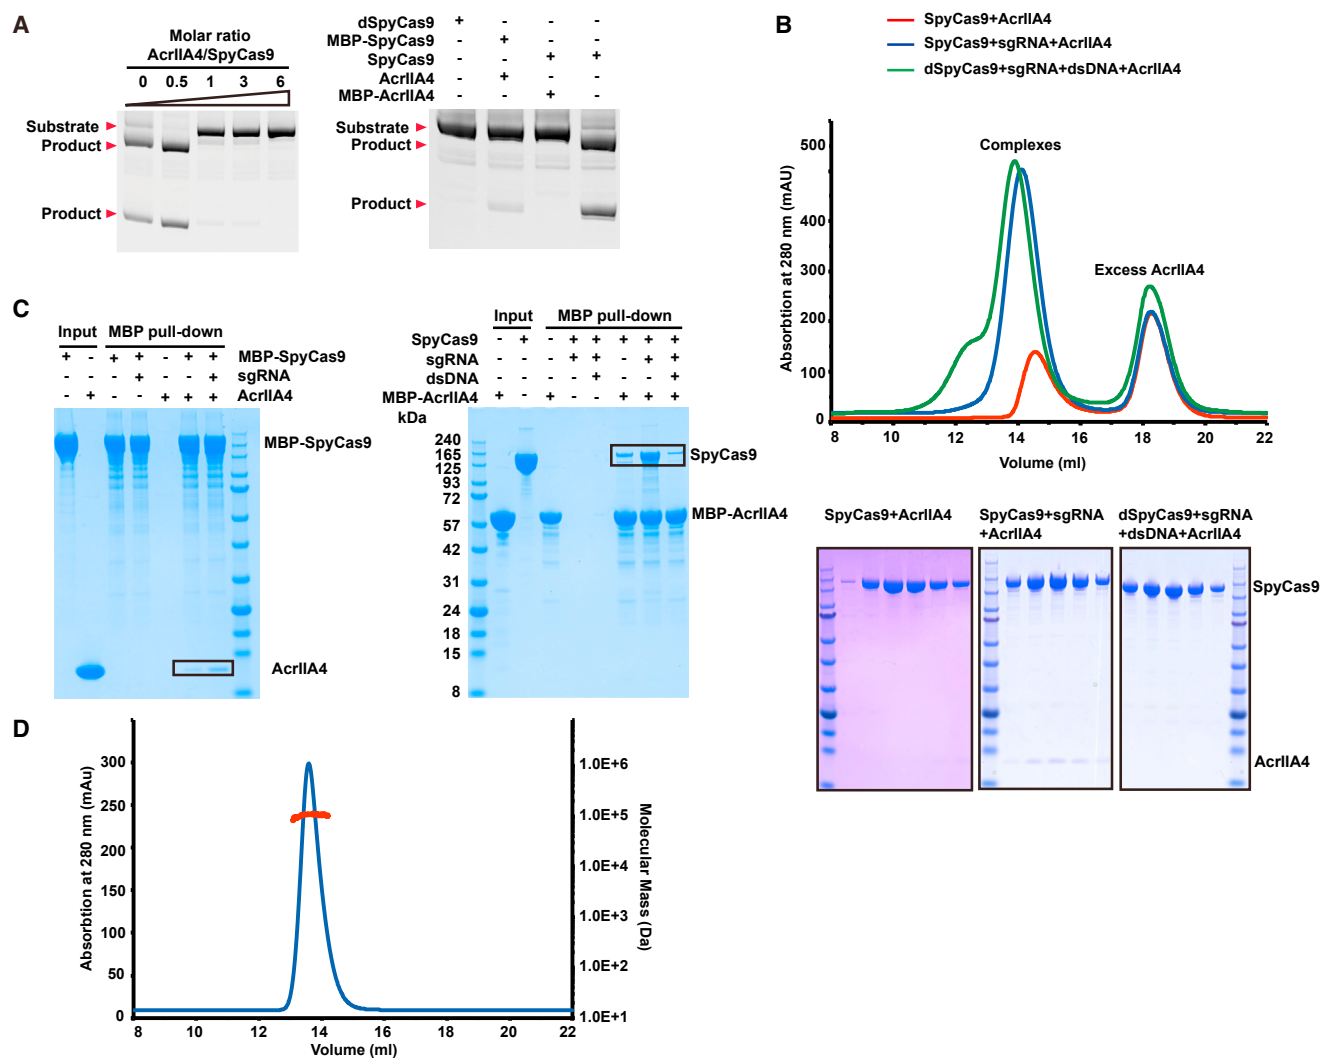 A
Molar ratio
AcrIIA4/SpyCas9
0 0.5 1 3 6
Substrate
Product
Product
dSpyCas9 + - - -
MBP-SpyCas9 - + - -
SpyCas9 - - + +
AcrIIA4 - + - -
MBP-AcrIIA4 - - + -
Substrate
Product
Product
B
SpyCas9+AcrIIA4
SpyCas9+sgRNA+AcrIIA4
dSpyCas9+sgRNA+dsDNA+AcrIIA4
Absorbtion at 280 nm (mAU)
500
400
300
200
100
0
Complexes
Excess AcrIIA4
8 10 12 14 16 18 20 22
Volume (ml)
SpyCas9+AcrIIA4
SpyCas9+sgRNA
+AcrIIA4
dSpyCas9+sgRNA
+dsDNA+AcrIIA4
SpyCas9
AcrIIA4
C
Input MBP pull-down
+ - + + - + + MBP-SpyCas9
- - - + - - + sgRNA
- + - - + + + AcrIIA4
MBP-SpyCas9
AcrIIA4
Input MBP pull-down
SpyCas9 - + - + + + + +
sgRNA - - - + + - + +
dsDNA - - - - + - - +
MBP-AcrIIA4 + - + - - + + +
kDa
240
165
125
93
72
57
42
31
24
18
15
8
SpyCas9
MBP-AcrIIA4
D
Absorbtion at 280 nm (mAu)
300
250
200
150
100
50
0
8 10 12 14 16 18 20 22
Volume (ml)
1.0E+6
1.0E+5
1.0E+4
1.0E+3
1.0E+2
1.0E+1
Molecular Mass (Da)